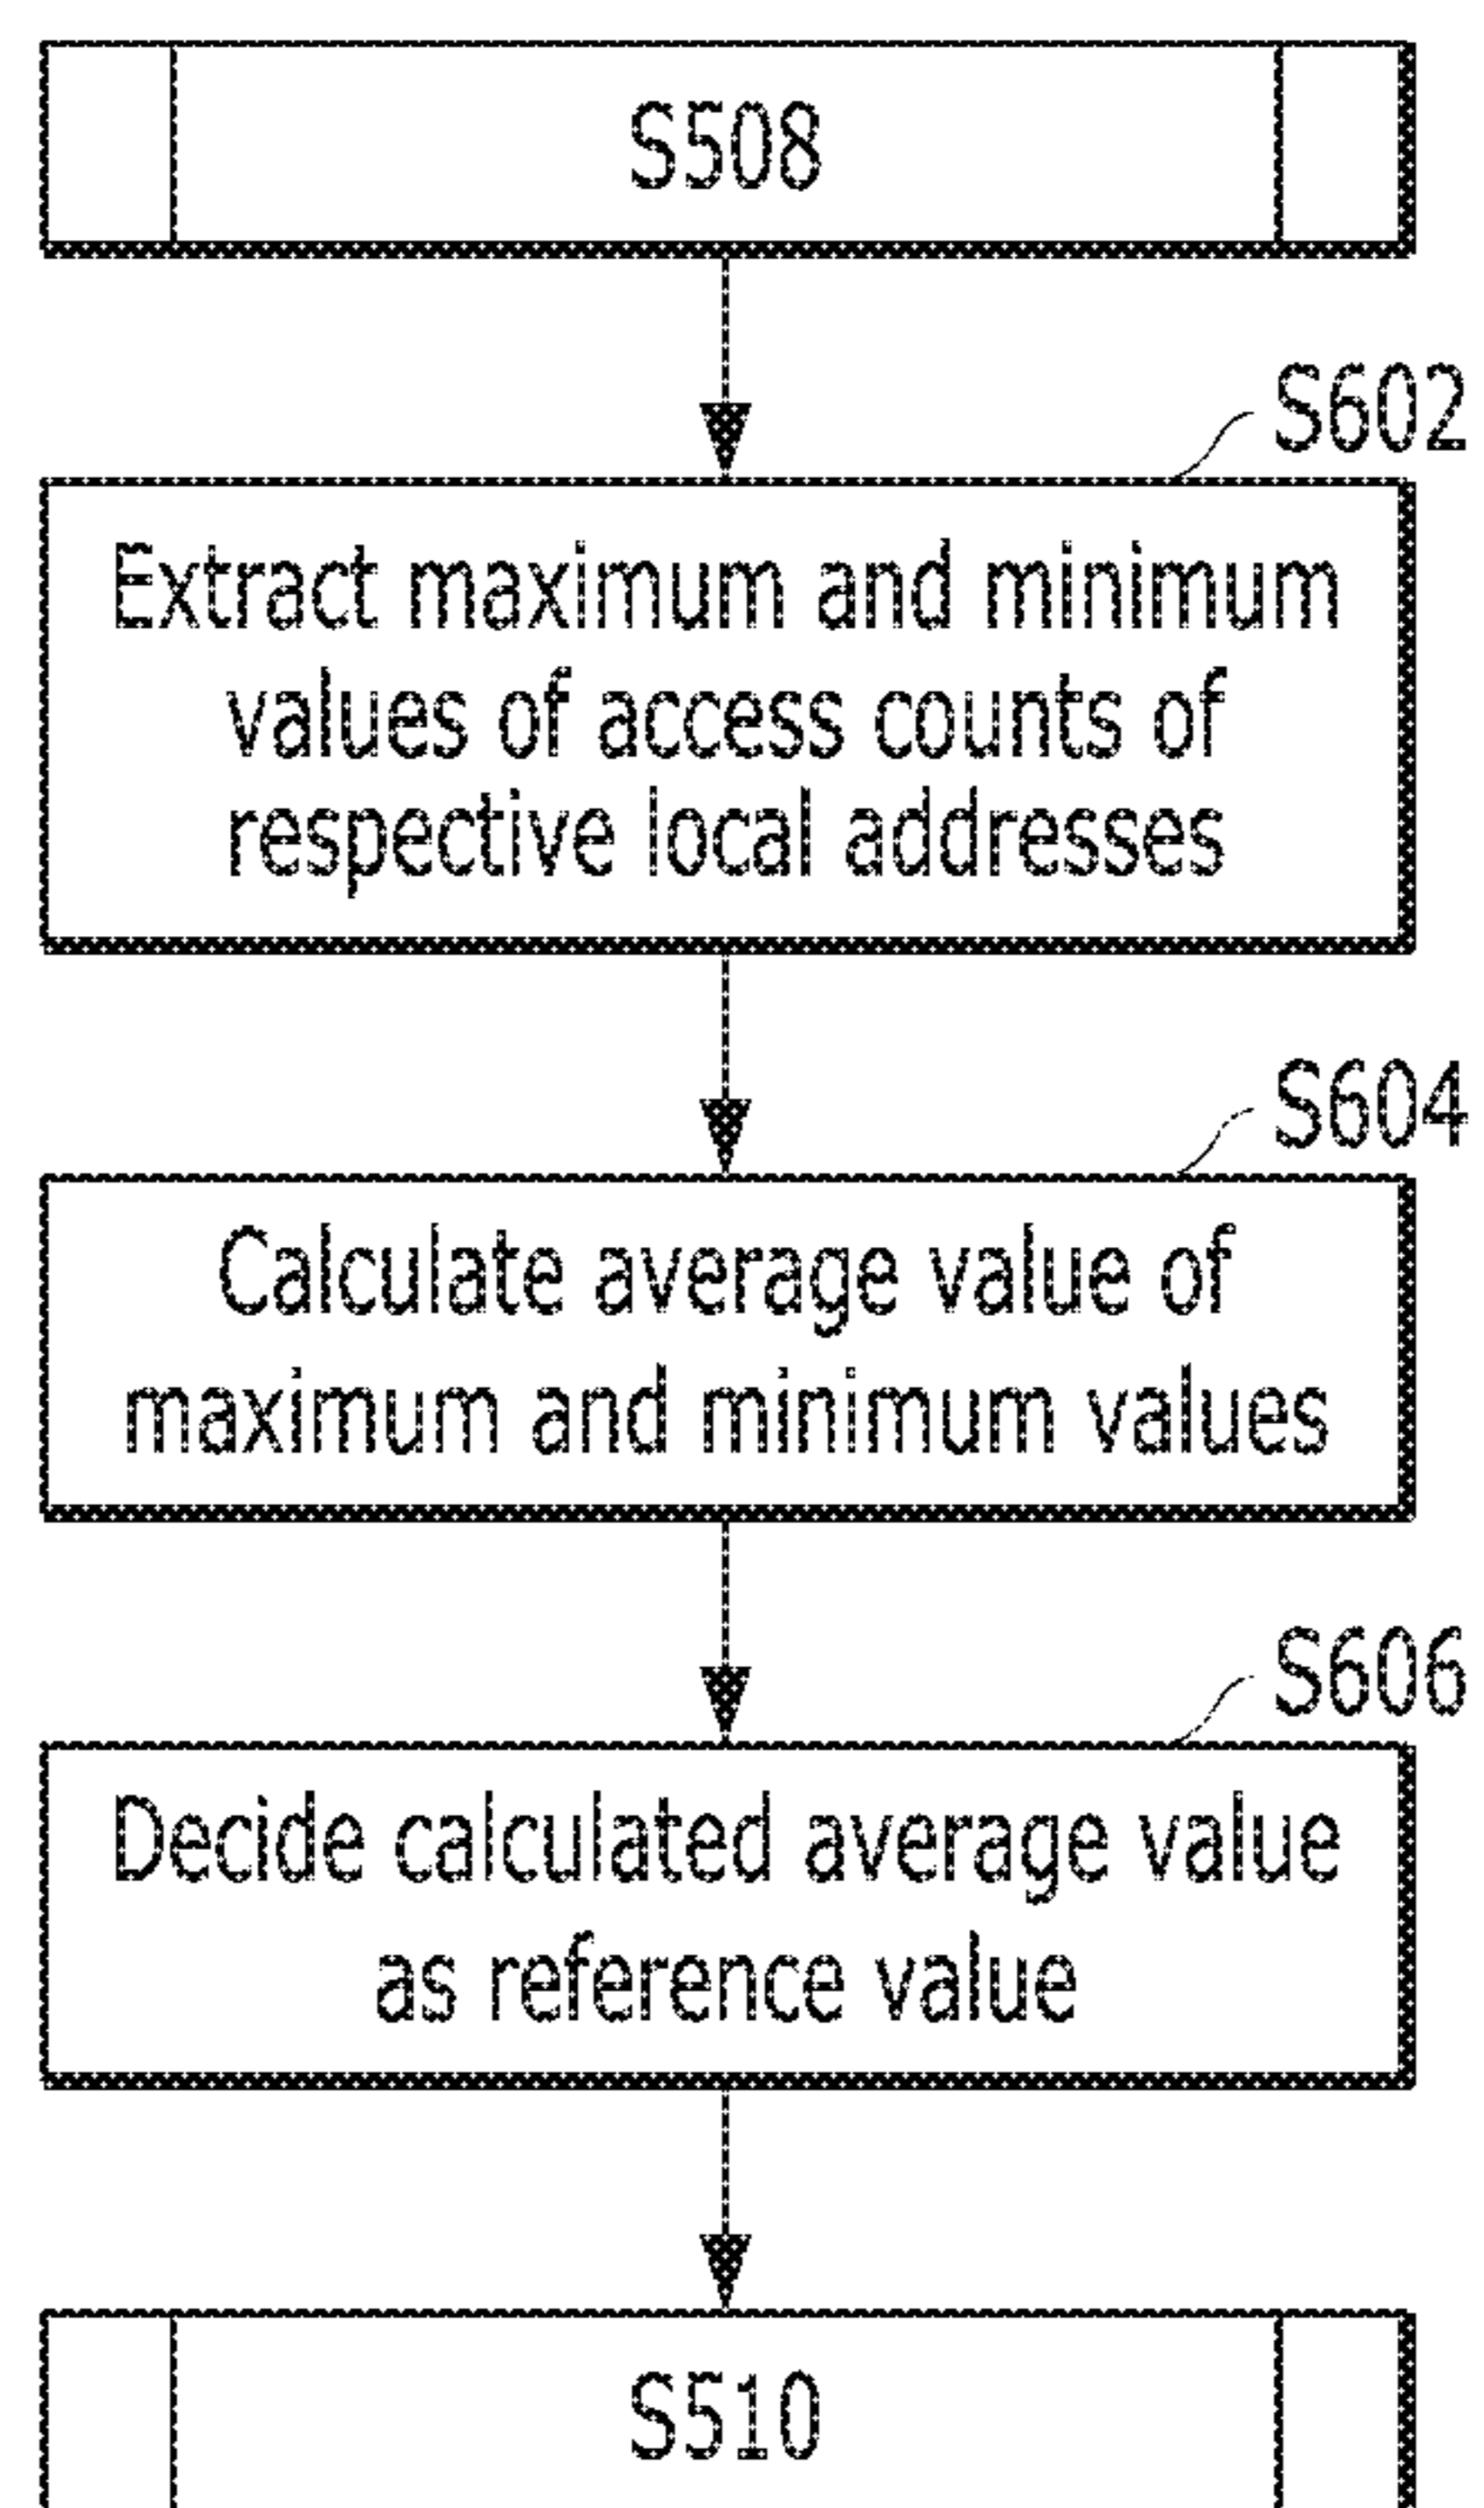 S508
S602
Extract maximum and minimum
values of access counts of
respective local addresses
S604
Calculate average value of
maximum and minimum values
S606
Decide calculated average value
as reference value
S510